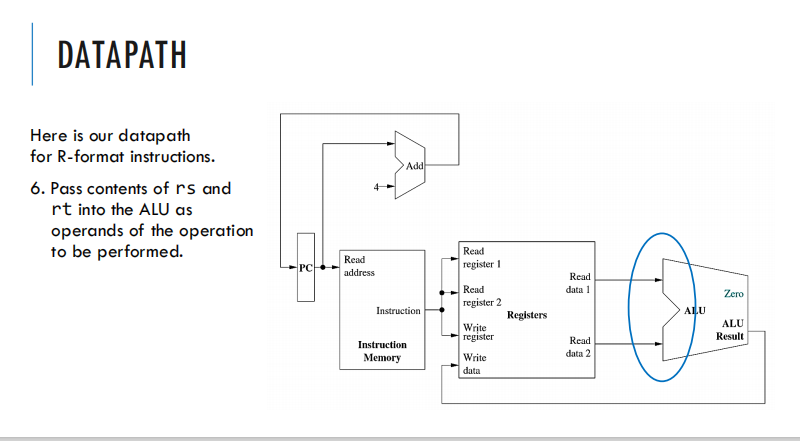 DATAPATH
Here is our datapath
for R-format instructions.
6. Pass contents of rs and
rt into the ALU as
operands of the operation
to be performed.
Add
4
PC
Read
address
Instruction
Instruction
Memory
Read
register 1
Read
register 2
Write
register
Write
data
Registers
Read
data 1
Read
data 2
ALU
Zero
ALU
Result